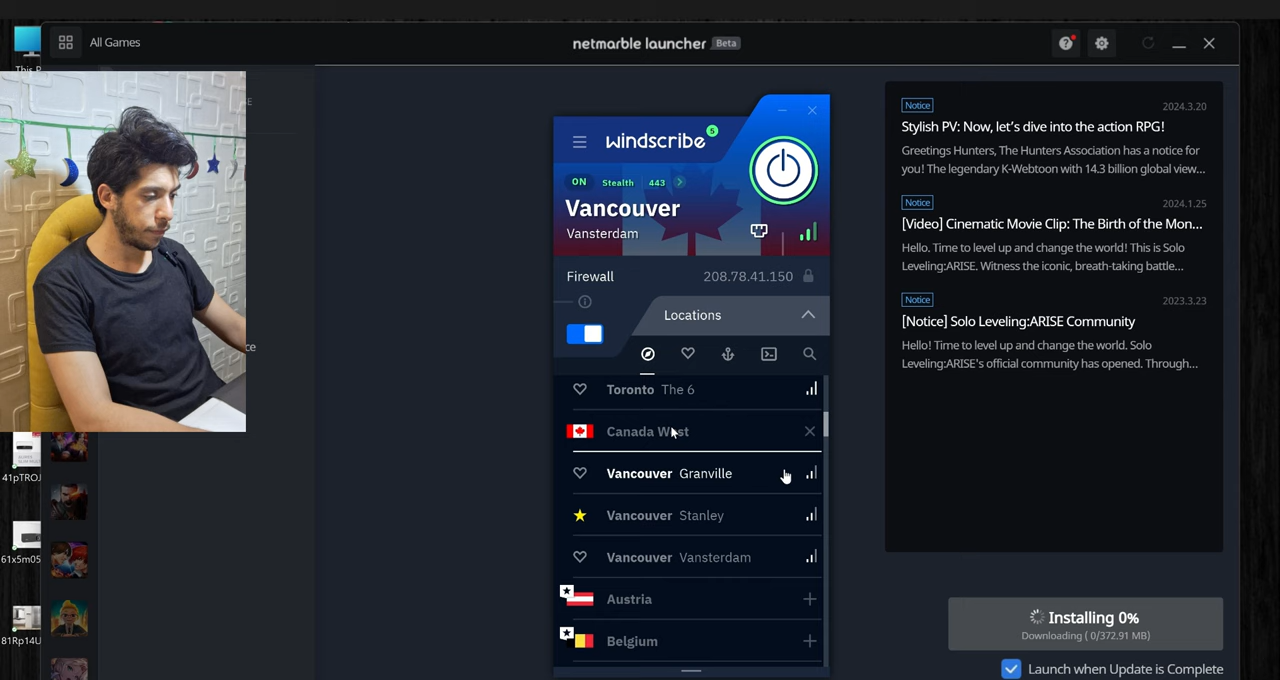 All Games
netmarble launcher Beta
This P
E
ce
41pTROJ
61x5m05
81Rp14U
windscribe 5
ON Stealth 443
Vancouver
Vansterdam
Firewall 208.78.41.150
Locations
Toronto The 6
Canada West
Vancouver Granville
Vancouver Stanley
Vancouver Vansterdam
Austria
Belgium
Notice 2024.3.20
Stylish PV: Now, let's dive into the action RPG!
Greetings Hunters, The Hunters Association has a notice for
you! The legendary K-Webtoon with 14.3 billion global view...
Notice 2024.1.25
[Video] Cinematic Movie Clip: The Birth of the Mon...
Hello. Time to level up and change the world! This is Solo
Leveling:ARISE. Witness the iconic, breath-taking battle...
Notice 2023.3.23
[Notice] Solo Leveling:ARISE Community
Hello! Time to level up and change the world. Solo
Leveling:ARISE's official community has opened. Through...
Installing 0%
Downloading ( 0/372.91 MB)
Launch when Update is Complete